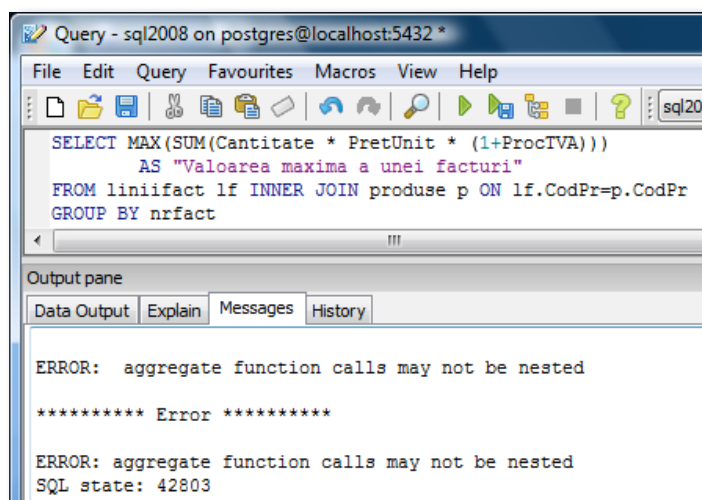 Query - sql2008 on postgres@localhost:5432 *
File Edit Query Favourites Macros View Help
sql20
SELECT MAX(SUM(Cantitate * PretUnit * (1+ProcTVA)))
AS "Valoarea maxima a unei facturi"
FROM liniifact lf INNER JOIN produse p ON lf.CodPr=p.CodPr
GROUP BY nrfact
Output pane
Data Output Explain Messages History
ERROR: aggregate function calls may not be nested
********** Error **********
ERROR: aggregate function calls may not be nested
SQL state: 42803